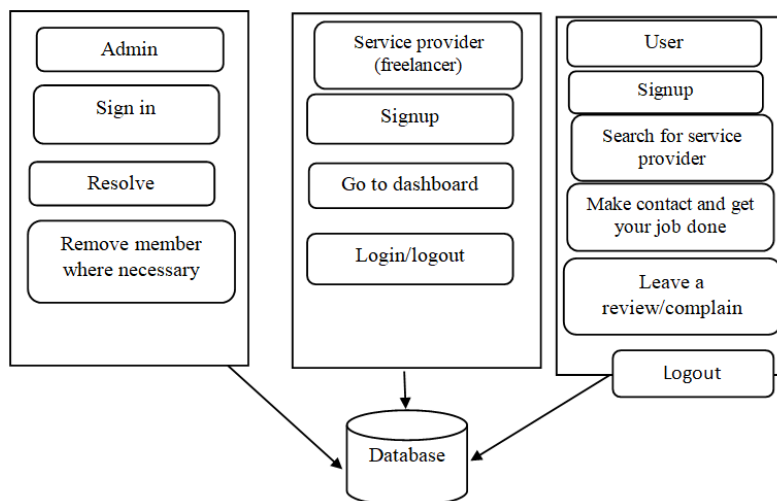 Admin
Sign in
Resolve
Remove member
where necessary
Service provider
(freelancer)
Signup
Go to dashboard
Login/logout
User
Signup
Search for service
provider
Make contact and get
your job done
Leave a
review/complain
Logout
Database